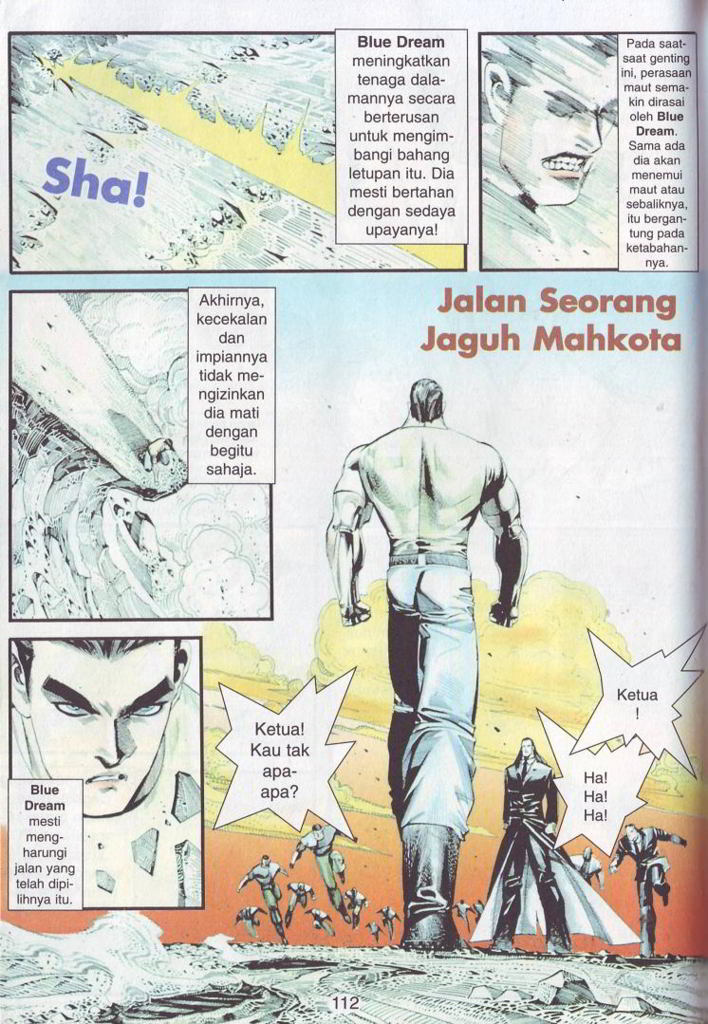 Blue Dream
meningkatkan
tenaga dala-
mannya secara
berterusan
untuk mengim-
bangi bahang
letupan itu. Dia
mesti bertahan
dengan sedaya
upayanya!
Sha!
Pada saat-
saat genting
ini, perasaan
maut sema-
kin dirasai
oleh Blue
Dream.
Sama ada
dia akan
menemui
maut atau
sebaliknya,
itu bergan-
tung pada
ketabahan-
nya.
Akhirnya,
kecekalan
dan
impiannya
tidak me-
ngizinkan
dia mati
dengan
begitu
sahaja.
Jalan Seorang
Jaguh Mahkota
Blue
Dream
mesti
meng-
harungi
jalan yang
telah dipi-
lihnya itu.
Ketua!
Kau tak
apa-
apa?
Ketua
!
Ha!
Ha!
Ha!
112